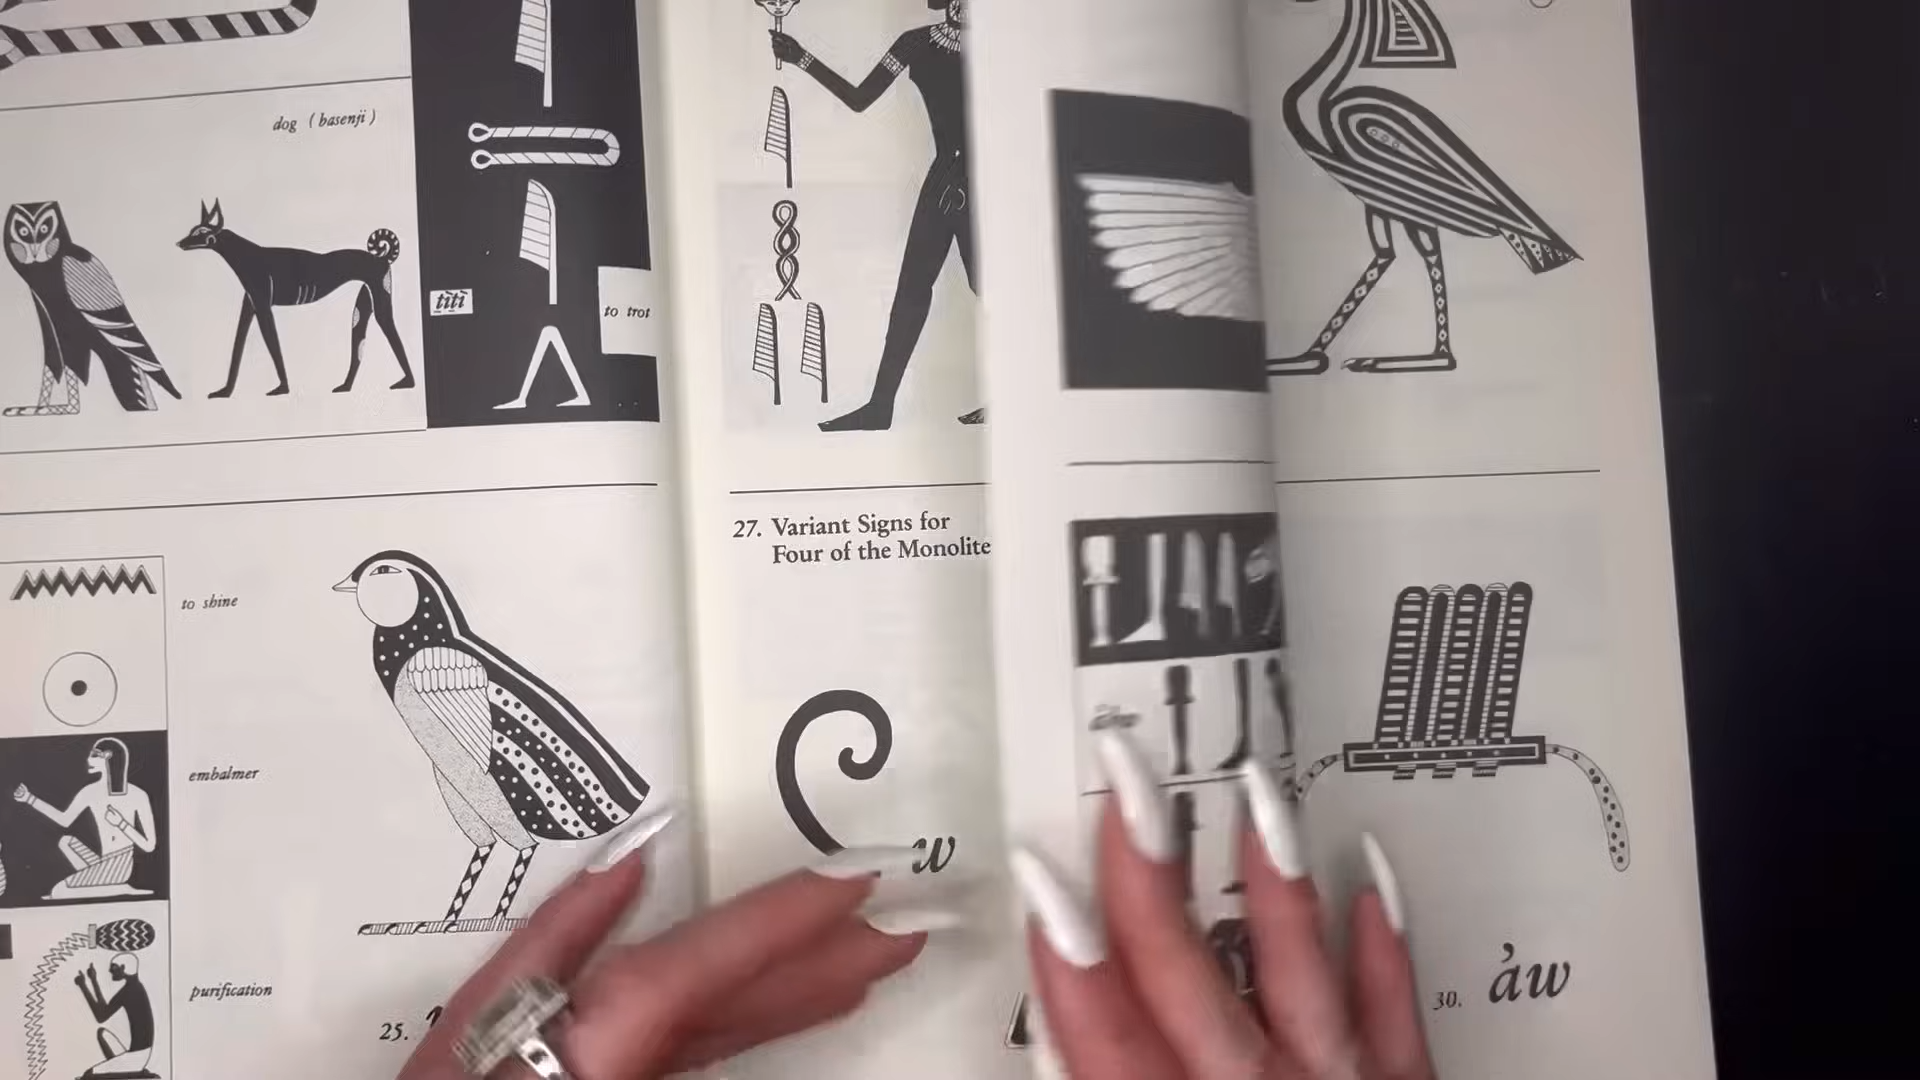 dog (basenji)
tìtì
to trot
to shine
embalmer
purification
25.
27. Variant Signs for
Four of the Monolite
w
30. ȧw